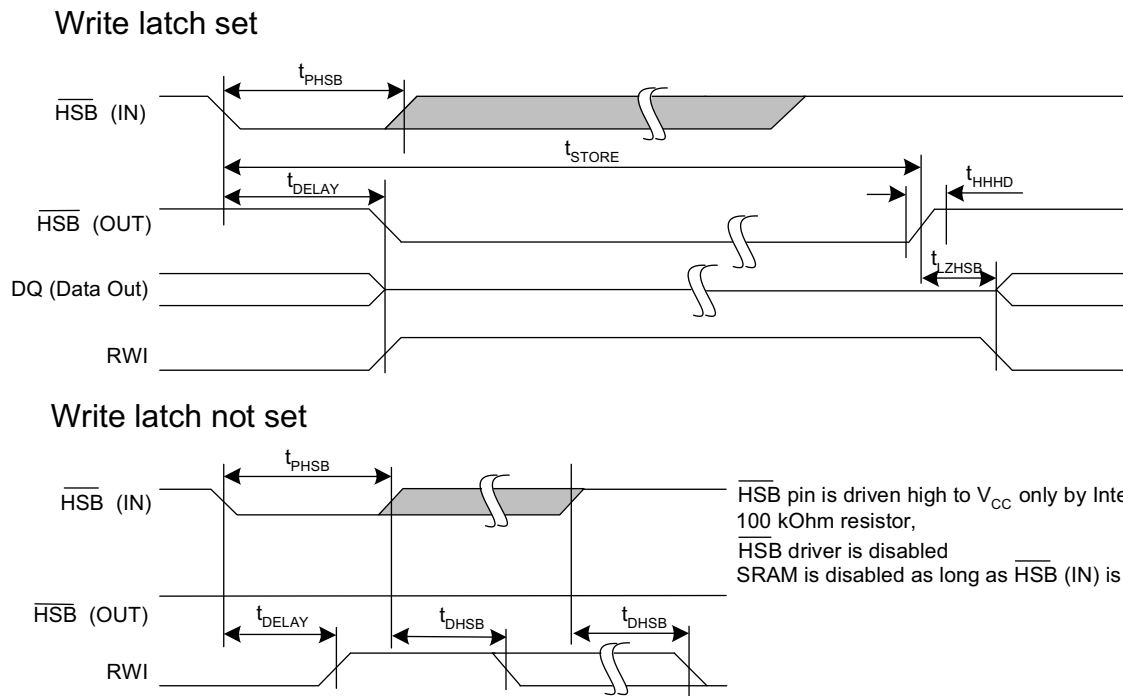 Write latch set
tPHSB
HSB (IN)
tSTORE
tHHHD
tDELAY
HSB (OUT)
tLZHSB
DQ (Data Out)
RWI
Write latch not set
tPHSB
HSB (IN)
HSB pin is driven high to VCC only by Inte
100 kOhm resistor,
HSB driver is disabled
SRAM is disabled as long as HSB (IN) is
HSB (OUT)
tDELAY
tDHSB
tDHSB
RWI